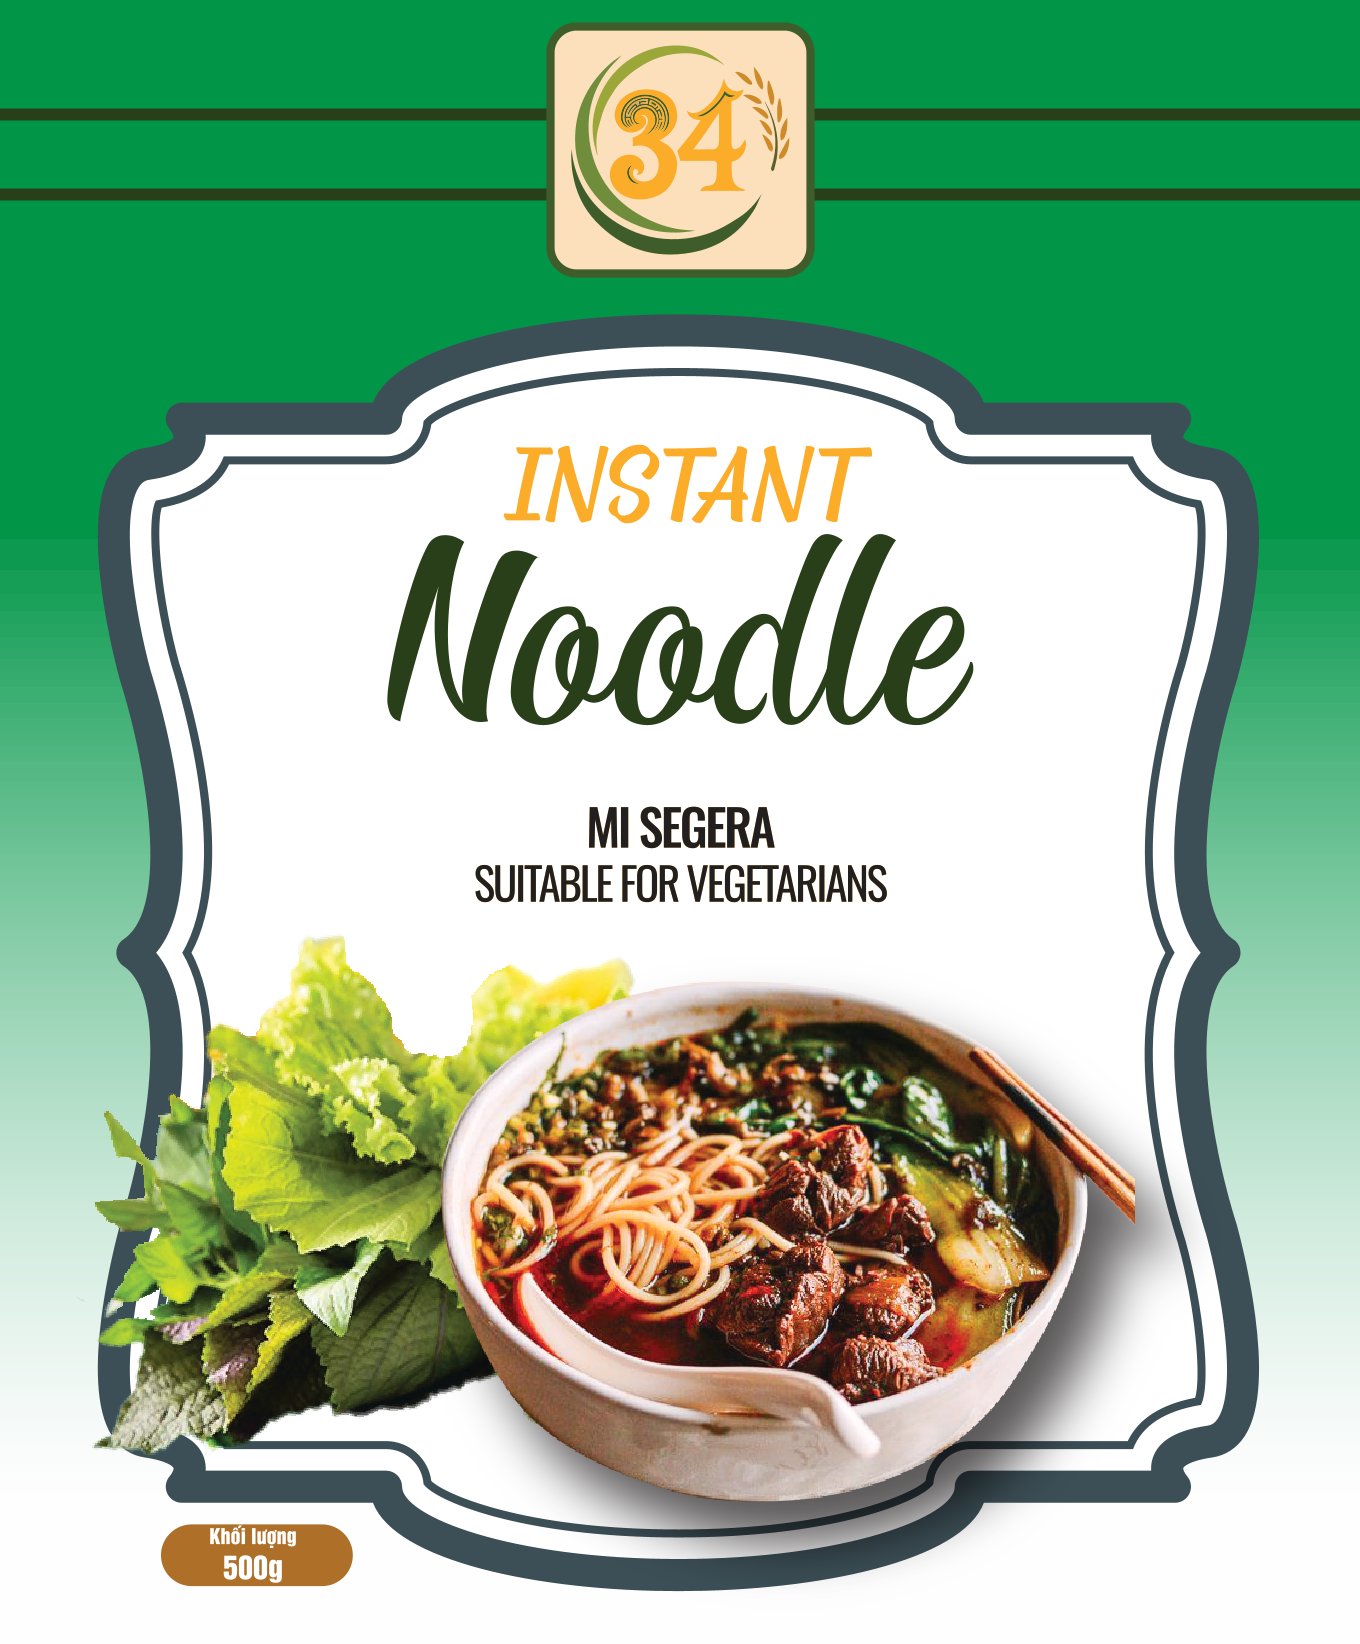 34
INSTANT
Noodle
MI SEGERA
SUITABLE FOR VEGETARIANS
Khối lượng
500g